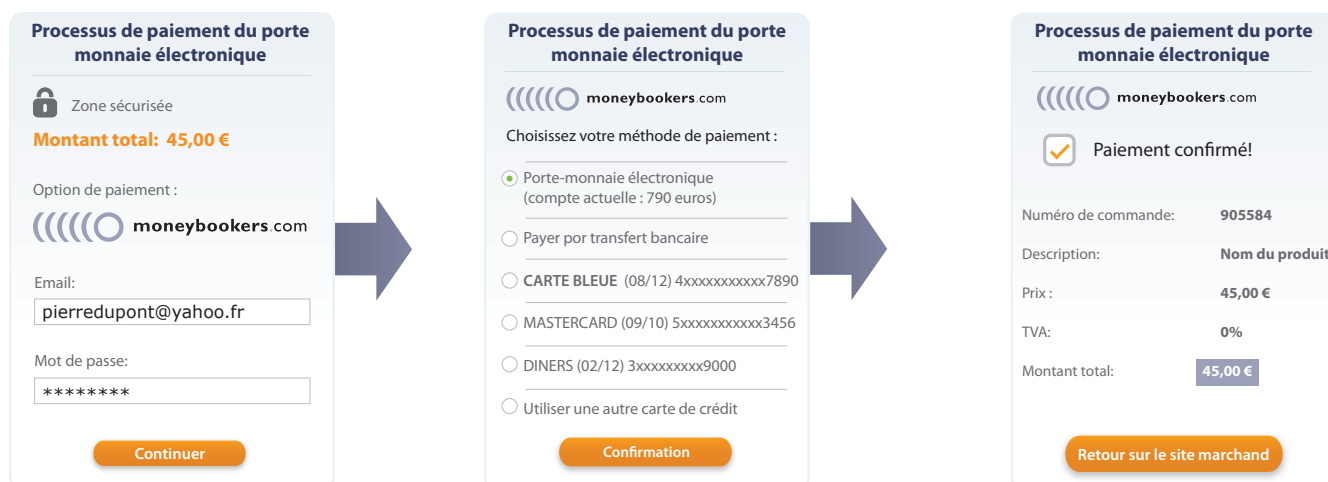 Processus de paiement du porte
monnaie électronique
Zone sécurisée
Montant total: 45,00 €
Option de paiement :
moneybookers.com
Email:
pierredupont@yahoo.fr
Mot de passe:
********
Continuer
Processus de paiement du porte
monnaie électronique
moneybookers.com
Choisissez votre méthode de paiement :
Porte-monnaie électronique
(compte actuelle : 790 euros)
Payer por transfert bancaire
CARTE BLEUE (08/12) 4xxxxxxxxxxx7890
MASTERCARD (09/10) 5xxxxxxxxxxx3456
DINERS (02/12) 3xxxxxxxxx9000
Utiliser une autre carte de crédit
Confirmation
Processus de paiement du porte
monnaie électronique
moneybookers.com
Paiement confirmé!
Numéro de commande: 905584
Description: Nom du produit
Prix : 45,00 €
TVA: 0%
Montant total: 45,00 €
Retour sur le site marchand